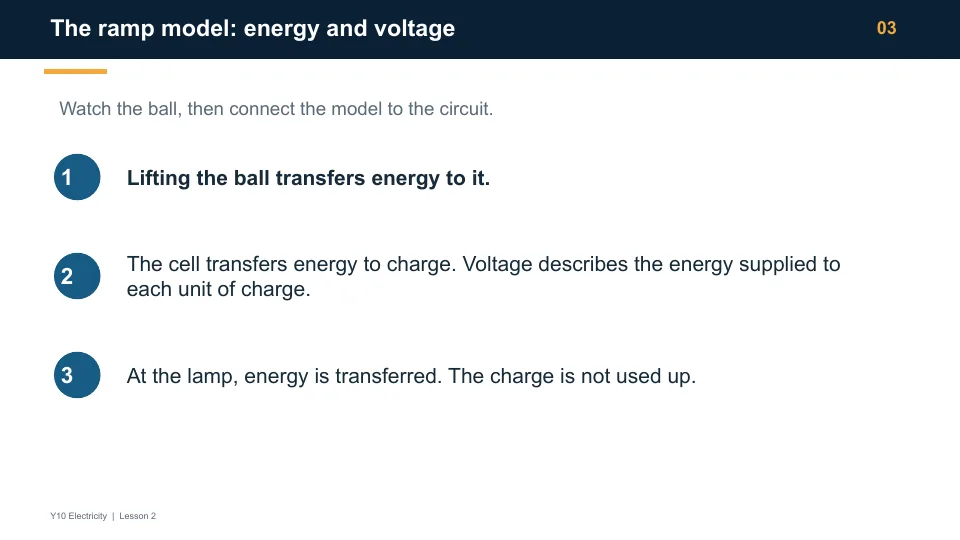 The ramp model: energy and voltage
03
Watch the ball, then connect the model to the circuit.
1
Lifting the ball transfers energy to it.
2
The cell transfers energy to charge. Voltage describes the energy supplied to
each unit of charge.
3
At the lamp, energy is transferred. The charge is not used up.
Y10 Electricity | Lesson 2